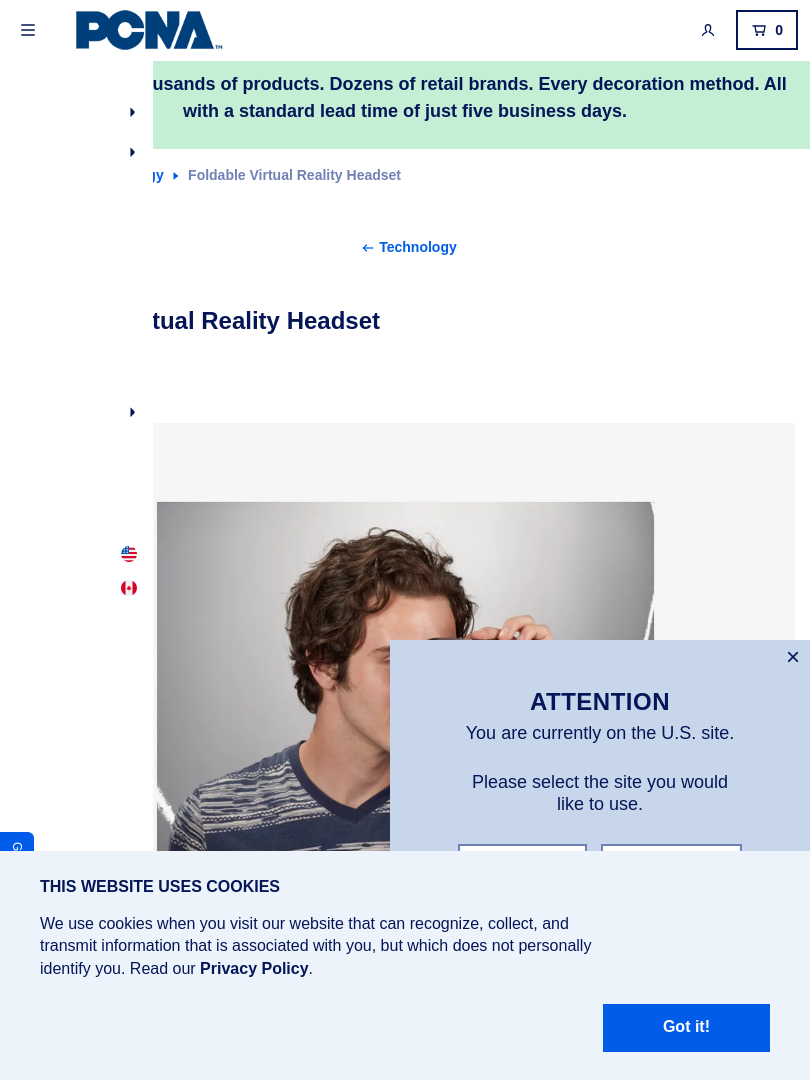 PCNA™
0
usands of products. Dozens of retail brands. Every decoration method. All
with a standard lead time of just five business days.
gy Foldable Virtual Reality Headset
Technology
tual Reality Headset
ATTENTION
You are currently on the U.S. site.
Please select the site you would
like to use.
G
THIS WEBSITE USES COOKIES
We use cookies when you visit our website that can recognize, collect, and
transmit information that is associated with you, but which does not personally
identify you. Read our Privacy Policy.
Got it!